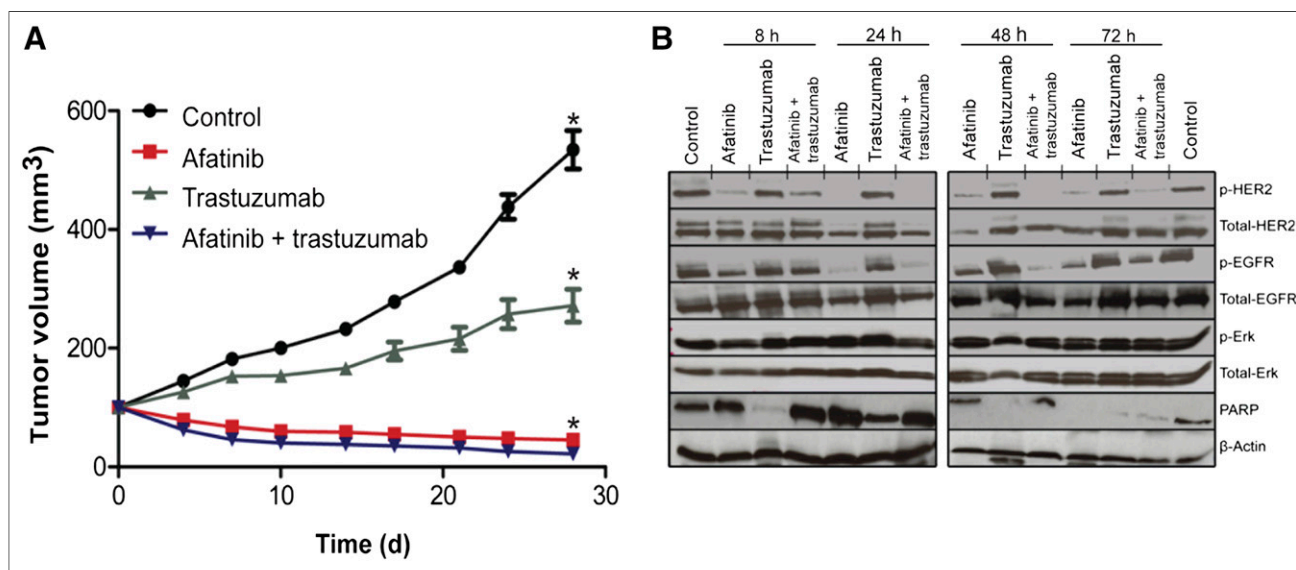 A
Tumor volume (mm3)
600
400
200
0
Control
Afatinib
Trastuzumab
Afatinib + trastuzumab
*
*
*
0
10
20
30
Time (d)
B
8 h
24 h
48 h
72 h
Control
Afatinib
Trastuzumab
Afatinib +
trastuzumab
Afatinib
Trastuzumab
Afatinib +
trastuzumab
Afatinib
Trastuzumab
Afatinib +
trastuzumab
Afatinib
Trastuzumab
Afatinib +
trastuzumab
Control
p-HER2
Total-HER2
p-EGFR
Total-EGFR
p-Erk
Total-Erk
PARP
β-Actin